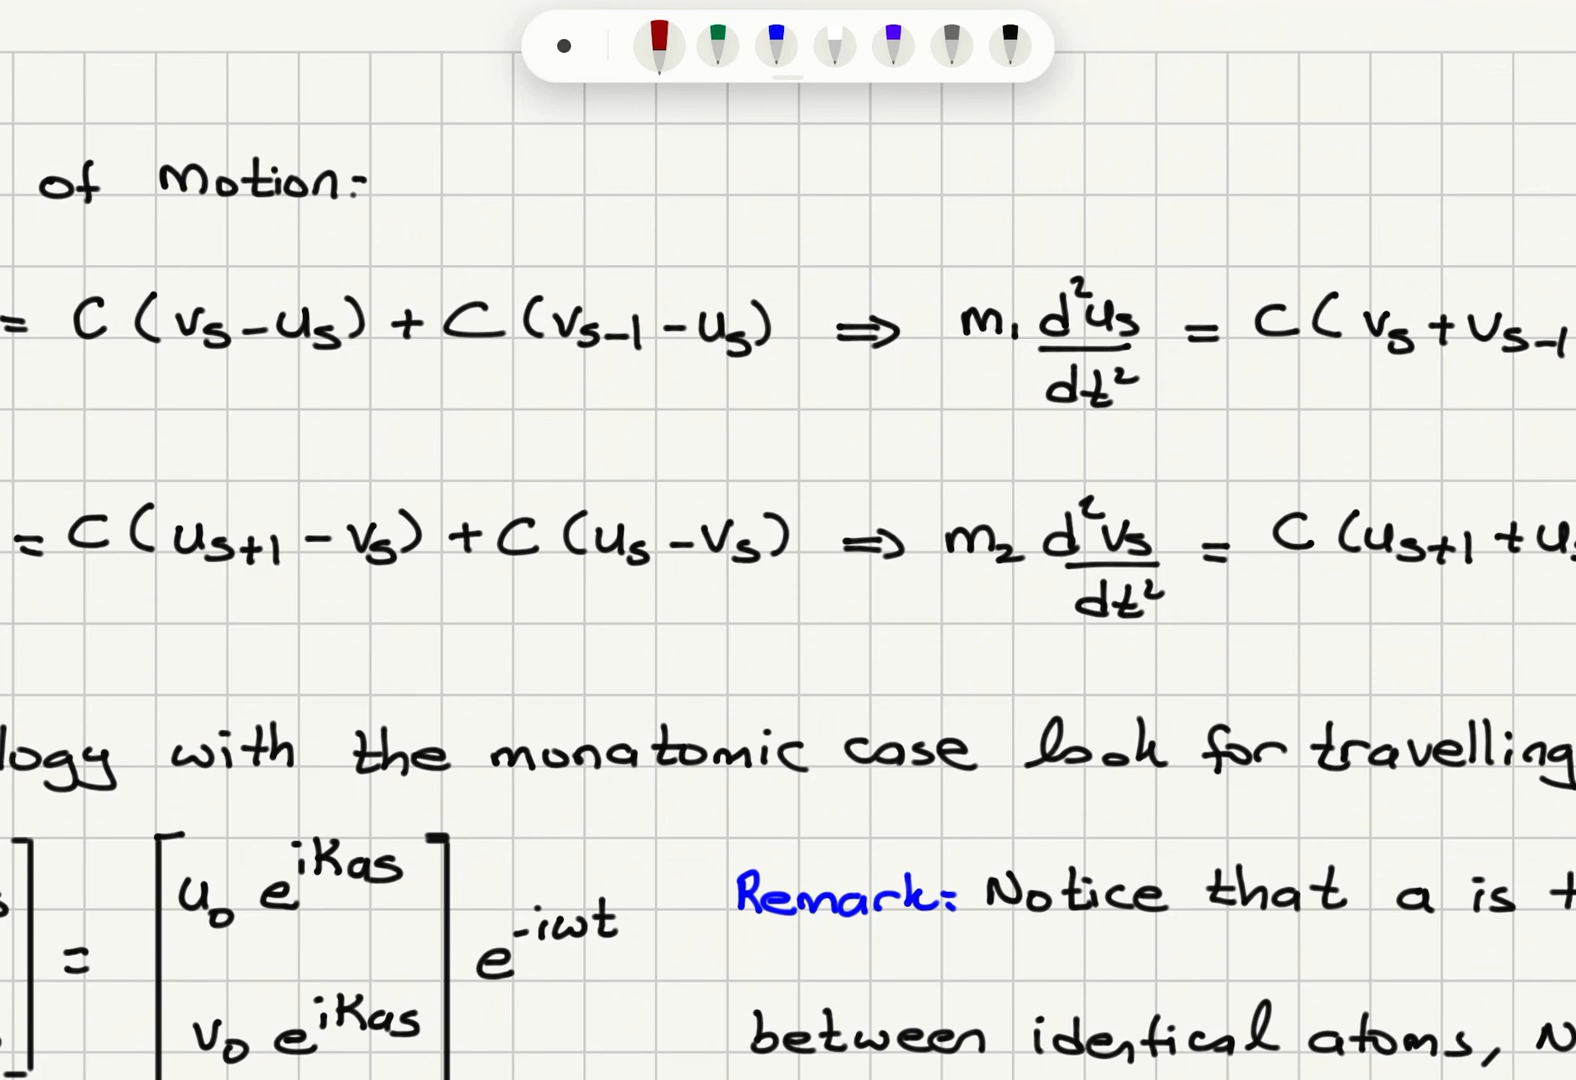 of Motion:
= C (vₛ - uₛ) + C (vₛ₋₁ - uₛ) ⇒ m₁ d²uₛ/dt² = C ( vₛ + vₛ₋₁
= C ( uₛ₊₁ - vₛ) + C (uₛ - vₛ) ⇒ m₂ d²vₛ/dt² = C (uₛ₊₁ + uₛ
logy with the monatomic case look for travelling
] = [ u₀ e^{iKas}
v₀ e^{iKas} ] e^{-iωt}
Remark: Notice that a is
between identical atoms,